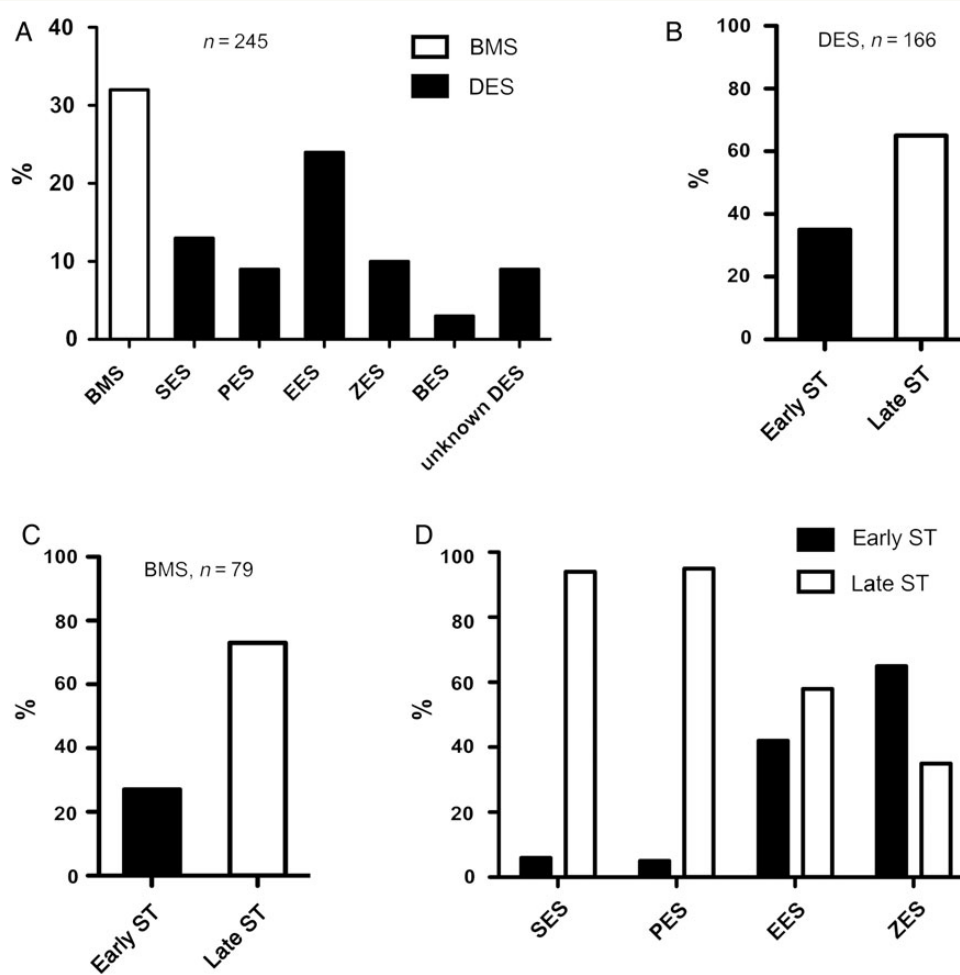 A
n = 245
BMS
DES
%
40
30
20
10
0
BMS
SES
PES
EES
ZES
BES
unknown DES
B
DES, n = 166
%
100
80
60
40
20
0
Early ST
Late ST
C
BMS, n = 79
%
100
80
60
40
20
0
Early ST
Late ST
D
Early ST
Late ST
%
100
80
60
40
20
0
SES
PES
EES
ZES